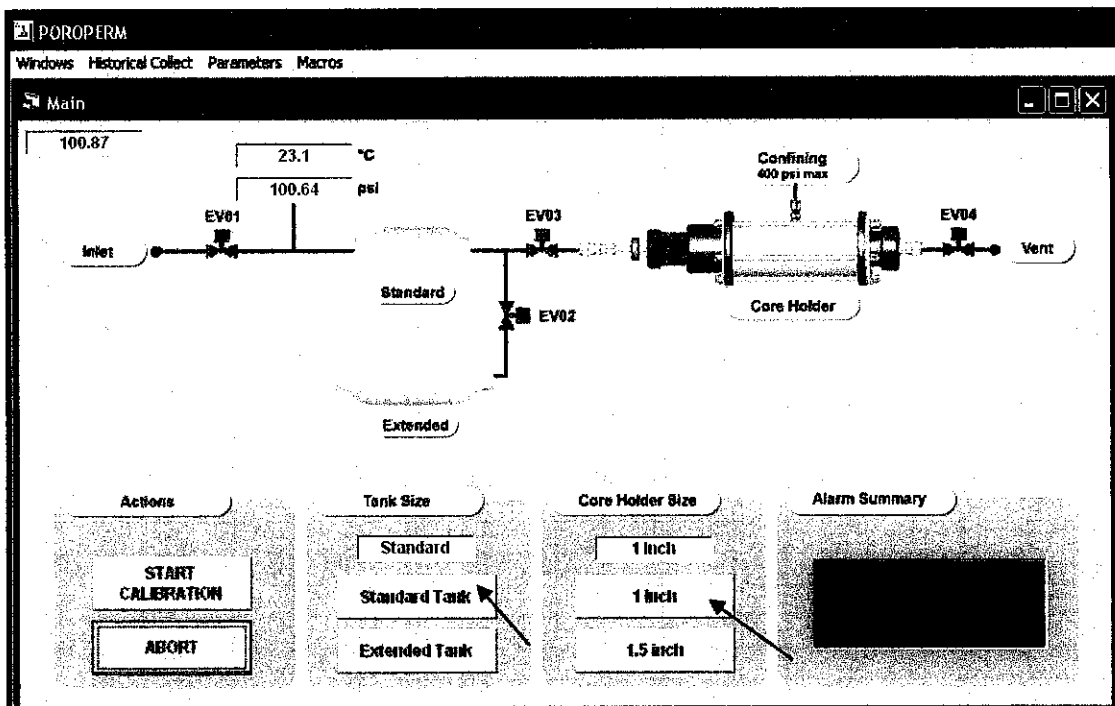 POROPERM
Windows Historical Collect Parameters Macros
Main
100.87
23.1 °C
100.64 psi
Confining
400 psi max
EV01
EV03
EV04
Inlet
Vent
Standard
EV02
Core Holder
Extended
Actions
Tank Size
Core Holder Size
Alarm Summary
Standard
1 inch
START
CALIBRATION
Standard Tank
1 inch
ABORT
Extended Tank
1.5 inch